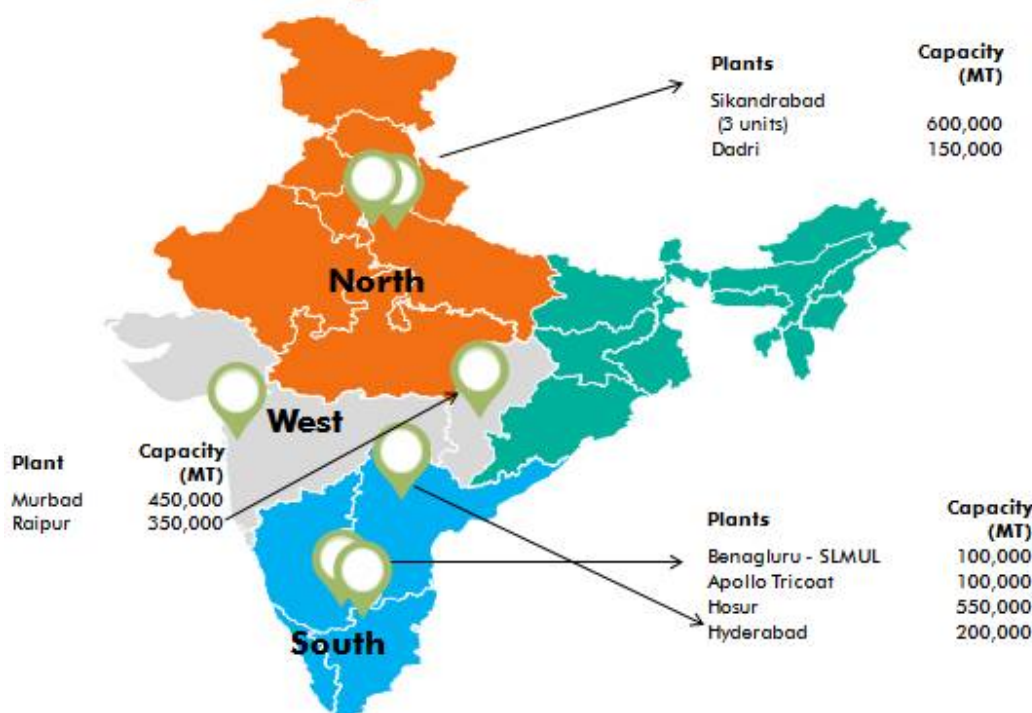 Plants Capacity (MT)
Sikandrabad
(3 units) 600,000
Dadri 150,000
North
West
Plant Capacity (MT)
Murbad 450,000
Raipur 350,000
Plants Capacity (MT)
Benagluru - SLMUL 100,000
Apollo Tricoat 100,000
Hosur 550,000
Hyderabad 200,000
South